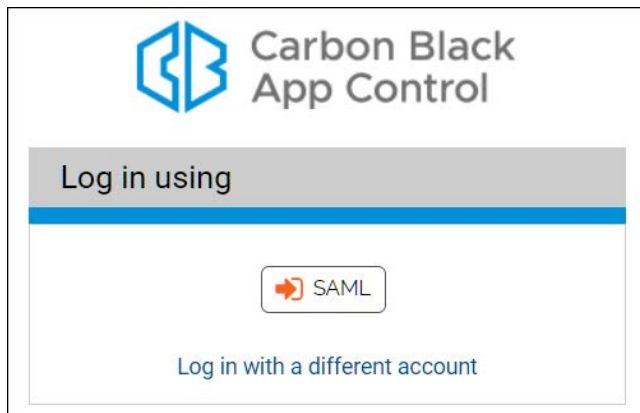 Carbon Black
App Control
Log in using
SAML
Log in with a different account